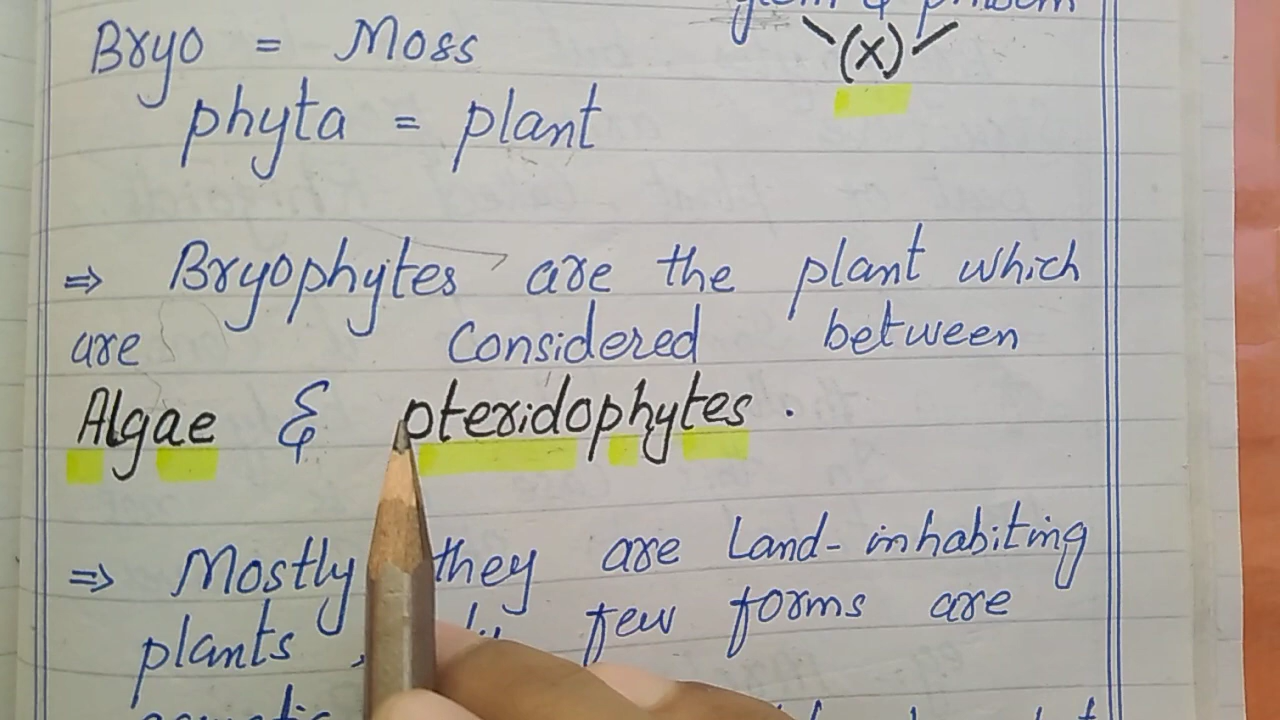 & phloem
(x)
Bryo = Moss
phyta = plant
⇒ Bryophytes are the plant which
are considered between
Algae & pteridophytes .
⇒ Mostly they are Land-inhabiting
plants , few forms are